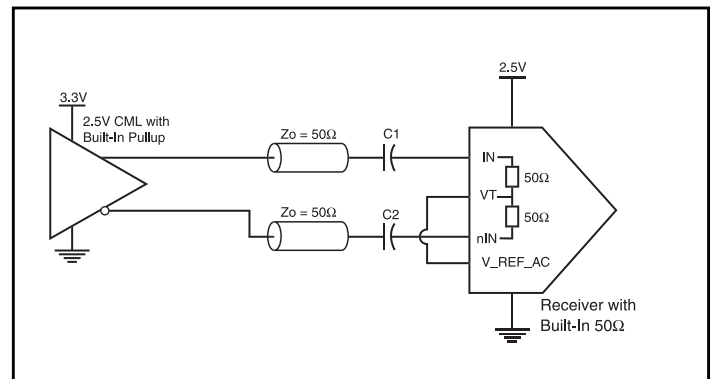 2.5V
3.3V
2.5V CML with
Built-In Pullup
Zo = 50Ω
C1
IN
50Ω
VT
Zo = 50Ω
C2
50Ω
nIN
V_REF_AC
Receiver with
Built-In 50Ω